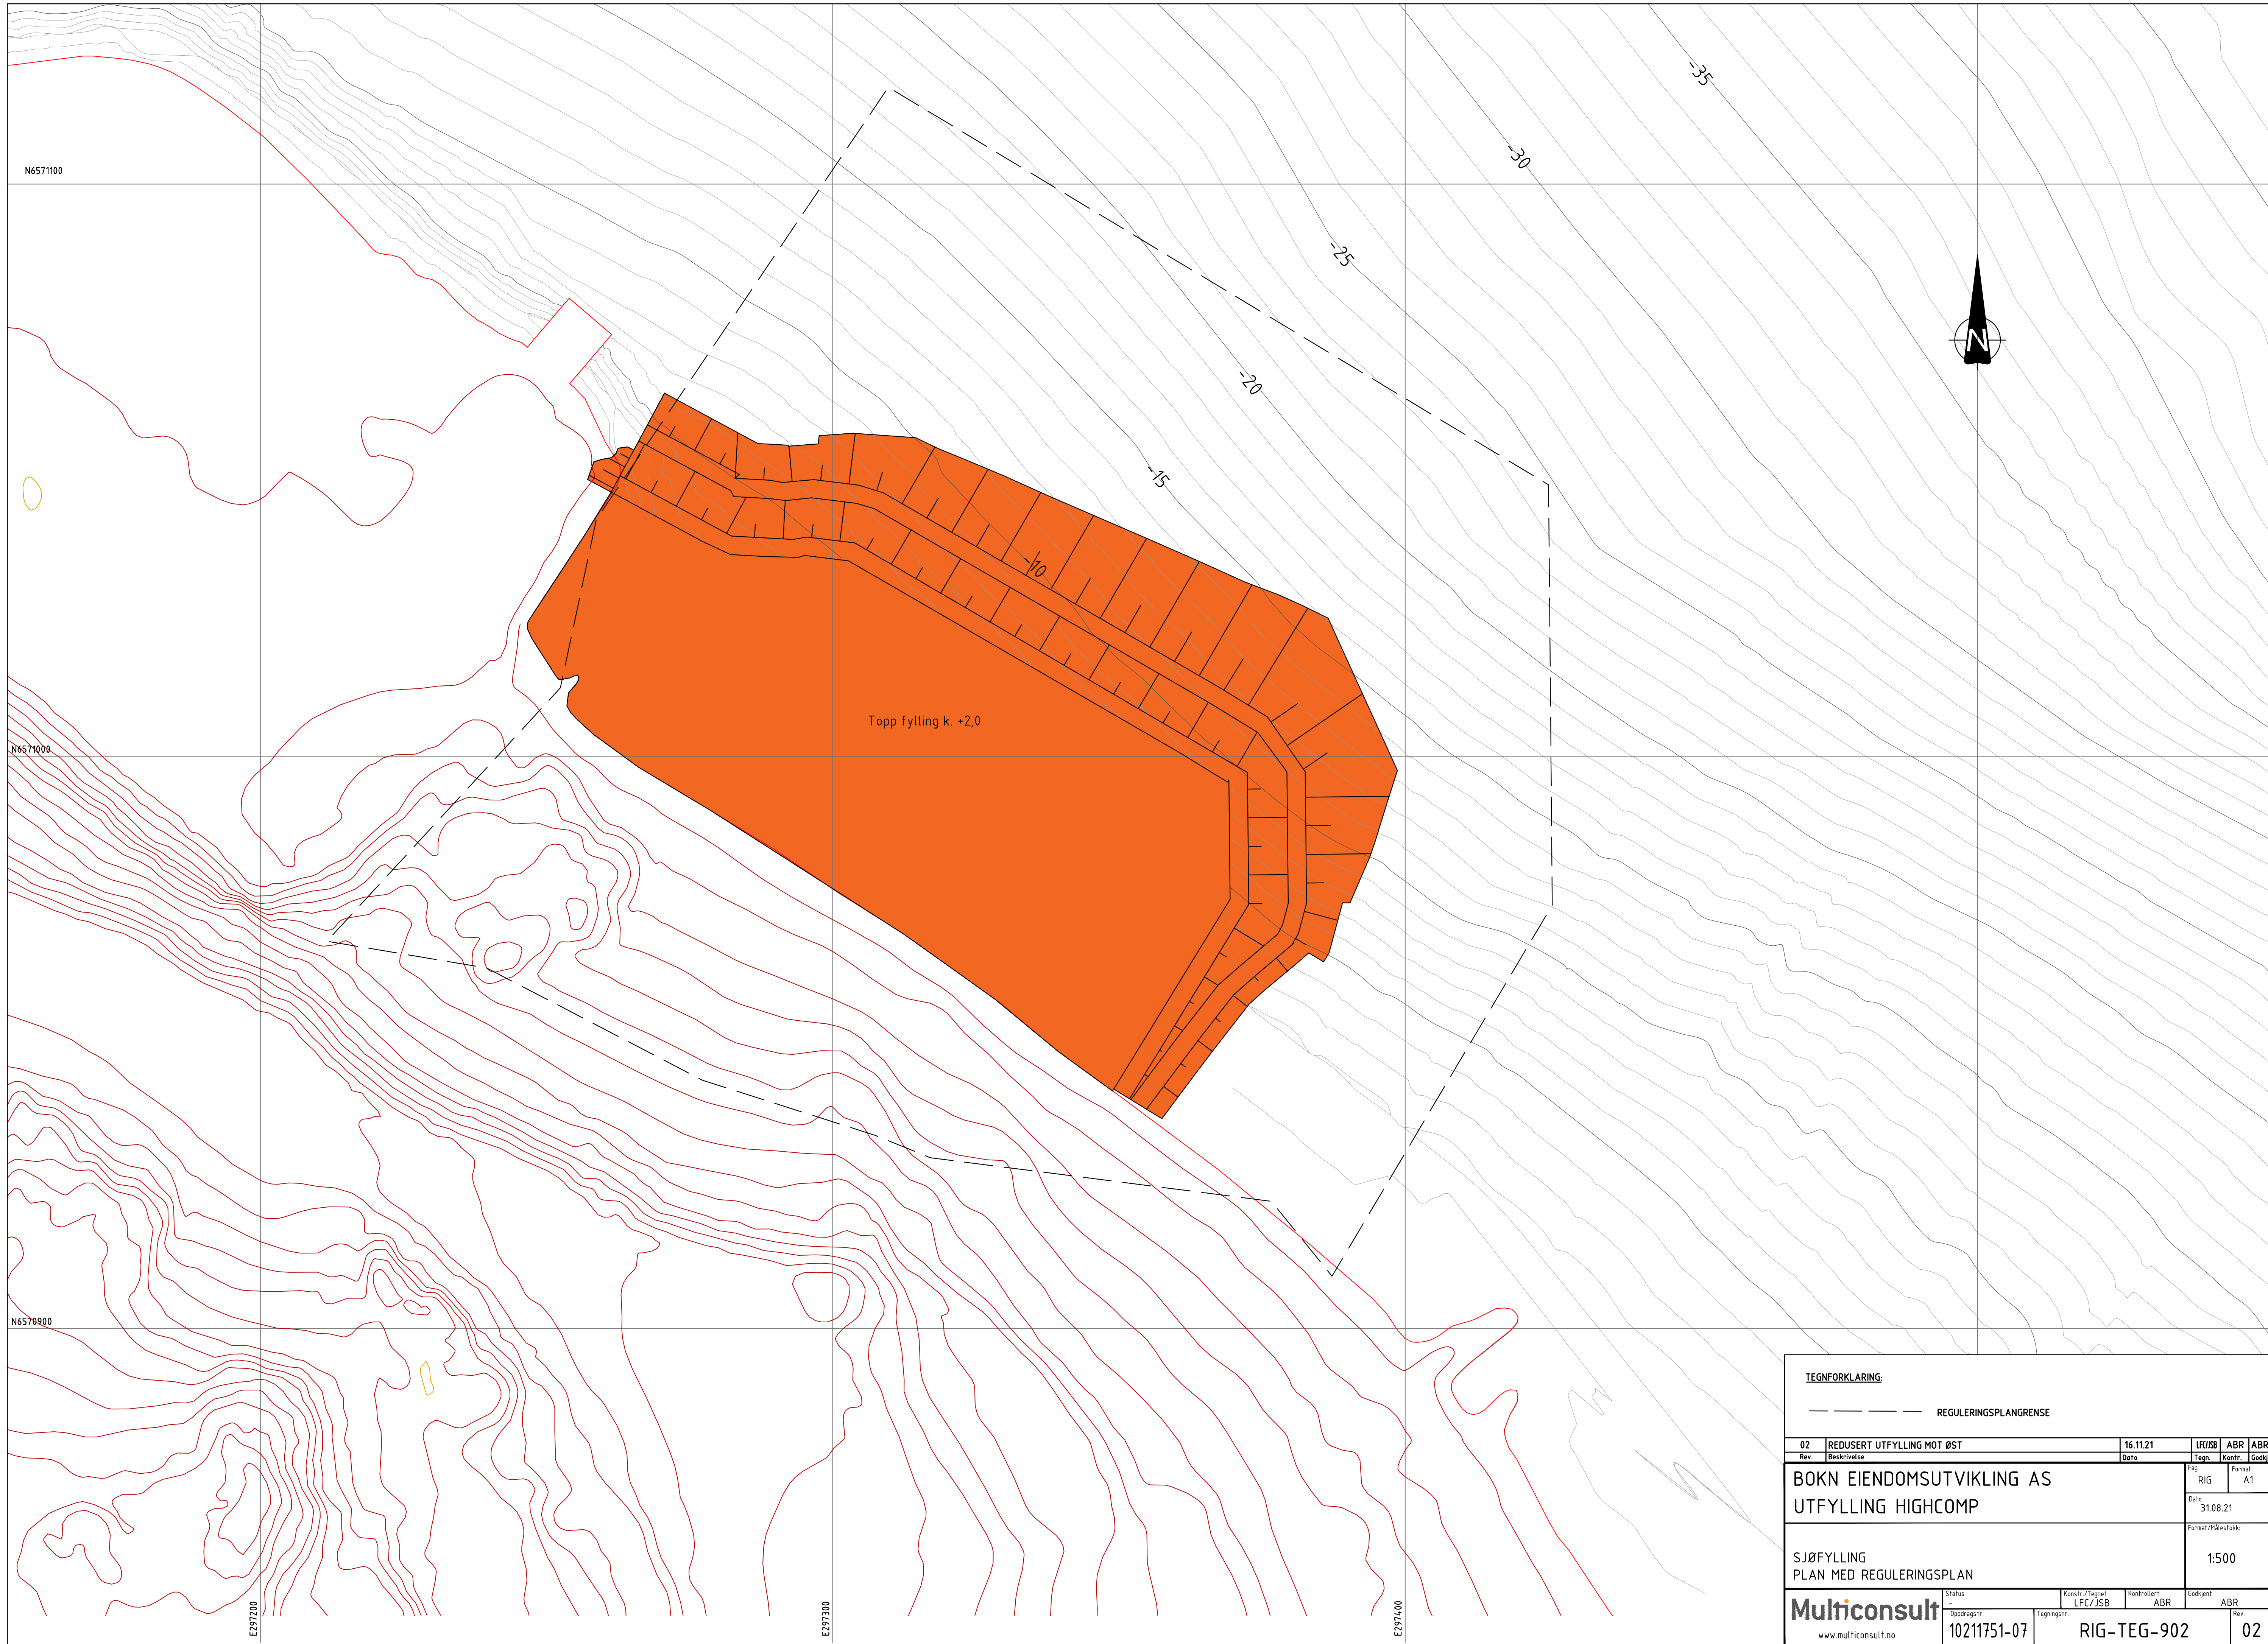 -35
N6571100
-30
-25
N
-20
-15
-10
Topp fylling k. +2,0
N6571000
N6570900
E297200
E297300
E297400
TEGNFORKLARING:
REGULERINGSPLANGRENSE
02 REDUSERT UTFYLLING MOT ØST 16.11.21 LFC/JSB ABR ABR
Rev. Beskrivelse Dato Tegn. Kontr. Godkj
BOKN EIENDOMSUTVIKLING AS
UTFYLLING HIGHCOMP
Fag Format
RIG A1
Dato
31.08.21
Format/Målestokk:
1:500
SJØFYLLING
PLAN MED REGULERINGSPLAN
Multiconsult
www.multiconsult.no
Status Konstr./Tegnet Kontrollert Godkjent
- LFC/JSB ABR ABR
Oppdragsnr. Tegningsnr. Rev.
10211751-07 RIG-TEG-902 02